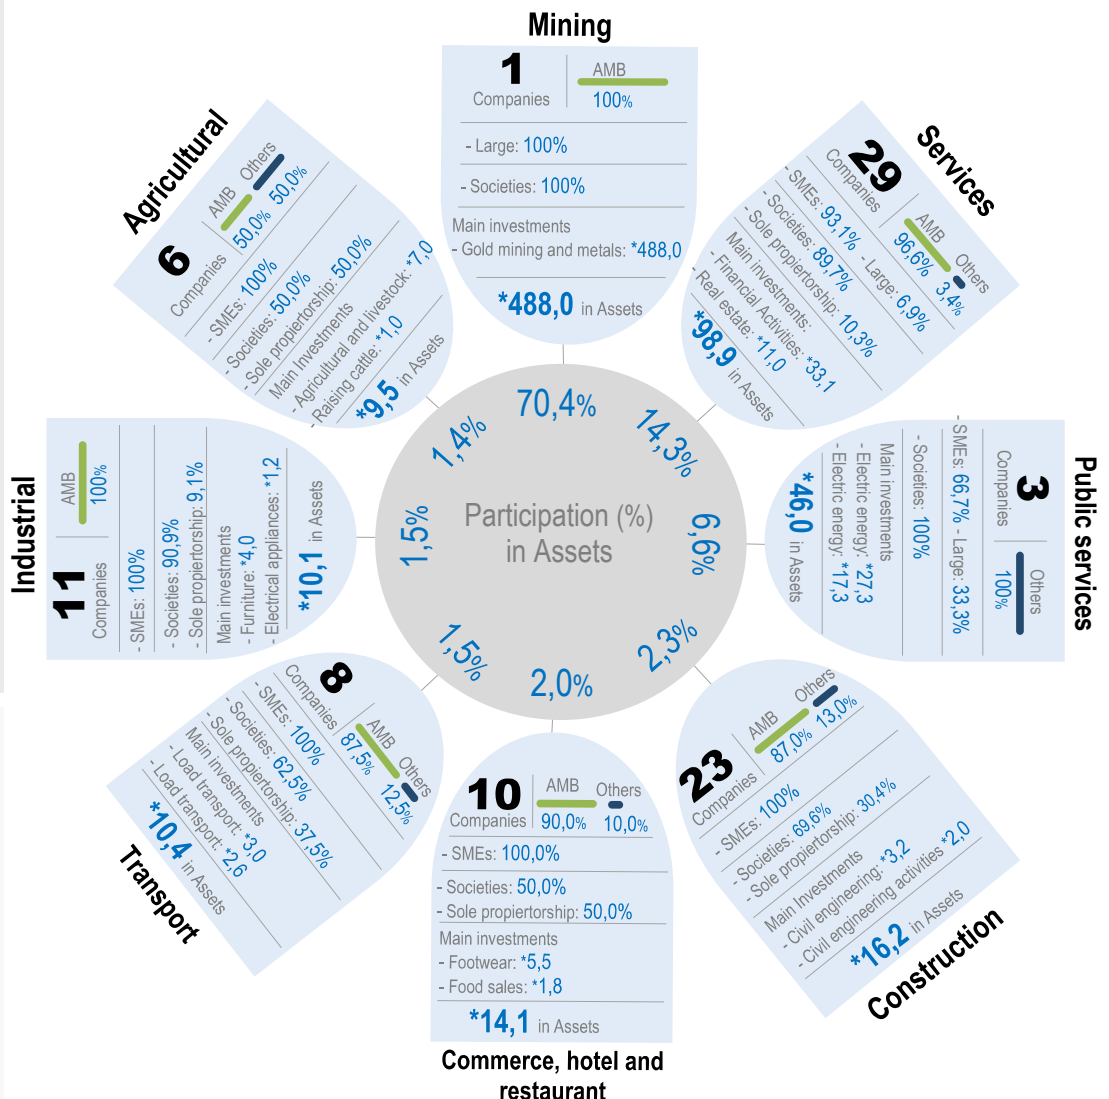 Mining
1
Companies
AMB
100%
- Large: 100%
- Societies: 100%
Main investments
- Gold mining and metals: *488,0
*488,0 in Assets
Services
29
Companies
AMB
96,6%
Others
3,4%
- SMEs: 93,1% - Large: 6,9%
- Societies: 89,7%
- Sole propiertorship: 10,3%
Main investments:
- Financial Activities: *33,1
- Real estate: *11,0
*98,9 in Assets
Public services
3
Companies
Others
100%
- SMEs: 66,7% - Large: 33,3%
- Societies: 100%
Main investments
- Electric energy: *27,3
- Electric energy: *17,3
*46,0 in Assets
Construction
23
Companies
AMB
87,0%
Others
13,0%
- SMEs: 100%
- Societies: 69,6%
- Sole propiertorship: 30,4%
Main Investments
- Civil engineering: *3,2
- Civil engineering activities *2,0
*16,2 in Assets
Commerce, hotel and
restaurant
10
Companies
AMB
90,0%
Others
10,0%
- SMEs: 100,0%
- Societies: 50,0%
- Sole propiertorship: 50,0%
Main investments
- Footwear: *5,5
- Food sales: *1,8
*14,1 in Assets
Transport
8
Companies
AMB
87,5%
Others
12,5%
- SMEs: 100%
- Societies: 62,5%
- Sole propiertorship: 37,5%
Main investments
- Load transport: *3,0
- Load transport: *2,6
*10,4 in Assets
Industrial
11
Companies
AMB
100%
- SMEs: 100%
- Societies: 90,9%
- Sole propiertorship: 9,1%
Main investments
- Furniture: *4,0
- Electrical appliances: *1,2
*10,1 in Assets
Agricultural
6
Companies
AMB
50,0%
Others
50,0%
- SMEs: 100%
- Societies: 50,0%
- Sole propiertorship: 50,0%
Main Investments
- Agricultural and livestock: *7,0
- Raising cattle: *1,0
*9,5 in Assets
Participation (%)
in Assets
70,4%
14,3%
6,6%
2,3%
2,0%
1,5%
1,5%
1,4%